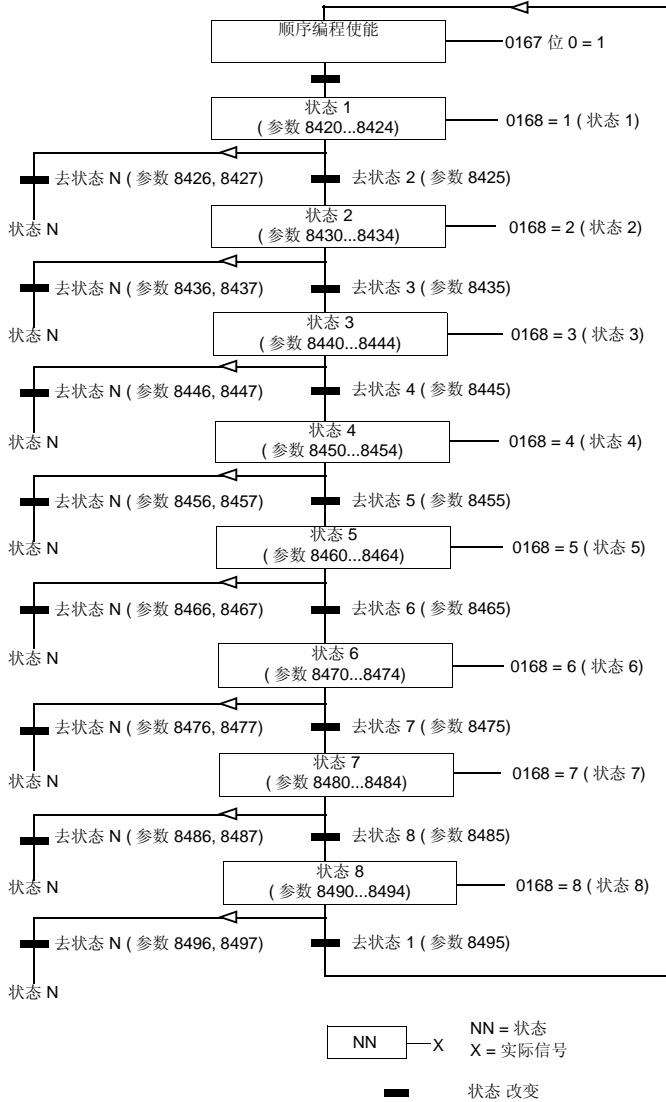 顺序编程使能
0167 位 0 = 1
状态 1
( 参数 8420...8424)
0168 = 1 ( 状态 1)
去状态 N ( 参数 8426, 8427)
去状态 2 ( 参数 8425)
状态 N
状态 2
( 参数 8430...8434)
0168 = 2 ( 状态 2)
去状态 N ( 参数 8436, 8437)
去状态 3 ( 参数 8435)
状态 N
状态 3
( 参数 8440...8444)
0168 = 3 ( 状态 3)
去状态 N ( 参数 8446, 8447)
去状态 4 ( 参数 8445)
状态 N
状态 4
( 参数 8450...8454)
0168 = 4 ( 状态 4)
去状态 N ( 参数 8456, 8457)
去状态 5 ( 参数 8455)
状态 N
状态 5
( 参数 8460...8464)
0168 = 5 ( 状态 5)
去状态 N ( 参数 8466, 8467)
去状态 6 ( 参数 8465)
状态 N
状态 6
( 参数 8470...8474)
0168 = 6 ( 状态 6)
去状态 N ( 参数 8476, 8477)
去状态 7 ( 参数 8475)
状态 N
状态 7
( 参数 8480...8484)
0168 = 7 ( 状态 7)
去状态 N ( 参数 8486, 8487)
去状态 8 ( 参数 8485)
状态 N
状态 8
( 参数 8490...8494)
0168 = 8 ( 状态 8)
去状态 N ( 参数 8496, 8497)
去状态 1 ( 参数 8495)
状态 N
NN
X
NN = 状态
X = 实际信号
状态 改变